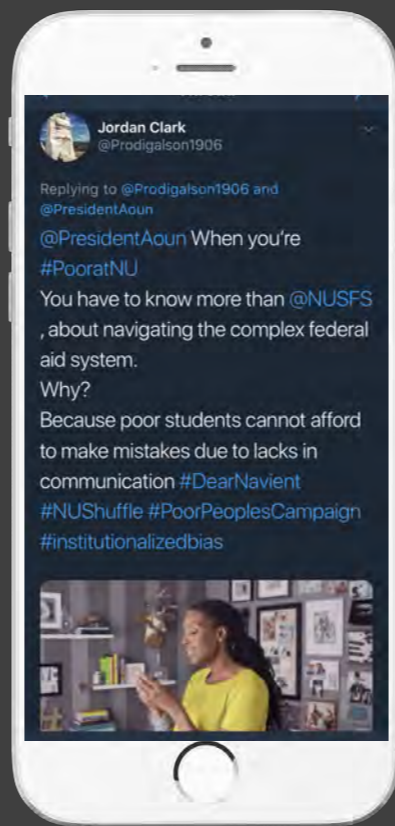 Jordan Clark
@Prodigalson1906
Replying to @Prodigalson1906 and
@PresidentAoun
@PresidentAoun When you're
#PooratNU
You have to know more than @NUSFS
, about navigating the complex federal
aid system.
Why?
Because poor students cannot afford
to make mistakes due to lacks in
communication #DearNavient
#NUShuffle #PoorPeoplesCampaign
#institutionalizedbias